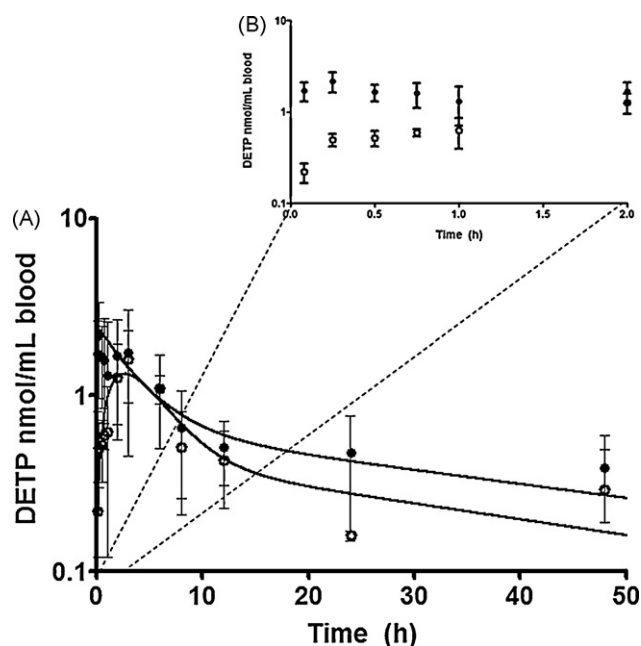 (B)
DETP nmol/mL blood
10
1
0.1
0.0 0.5 1.0 1.5 2.0
Time (h)
(A)
DETP nmol/mL blood
10
1
0.1
0 10 20 30 40 50
Time (h)